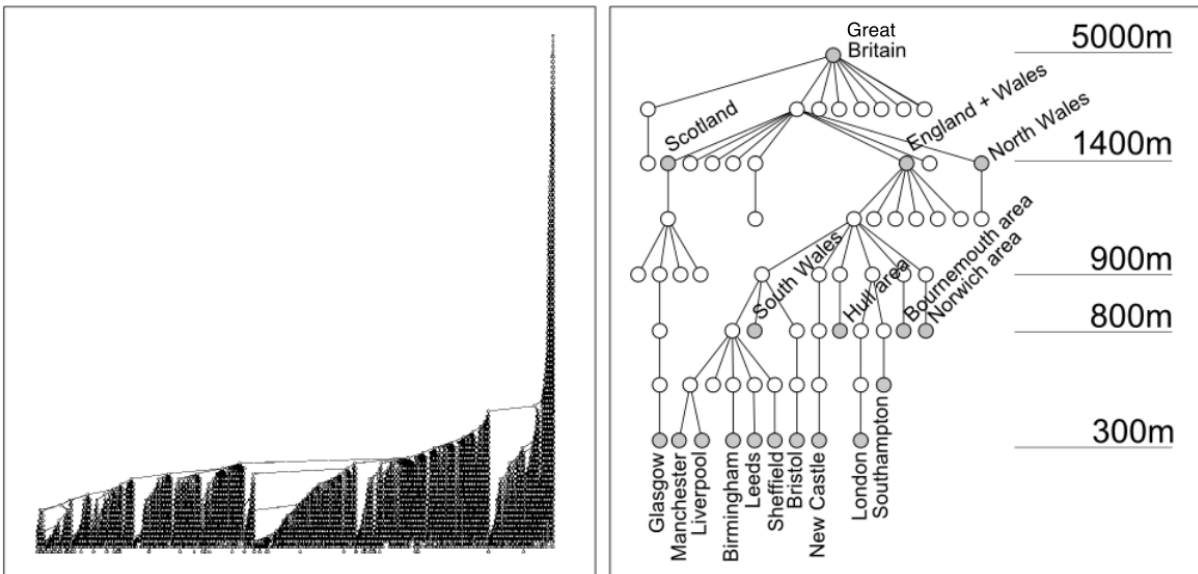 Great
Britain
5000m
Scotland
England + Wales
North Wales
1400m
South Wales
Hull area
Bournemouth area
Norwich area
900m
800m
300m
Glasgow
Manchester
Liverpool
Birmingham
Leeds
Sheffield
Bristol
New Castle
London
Southampton